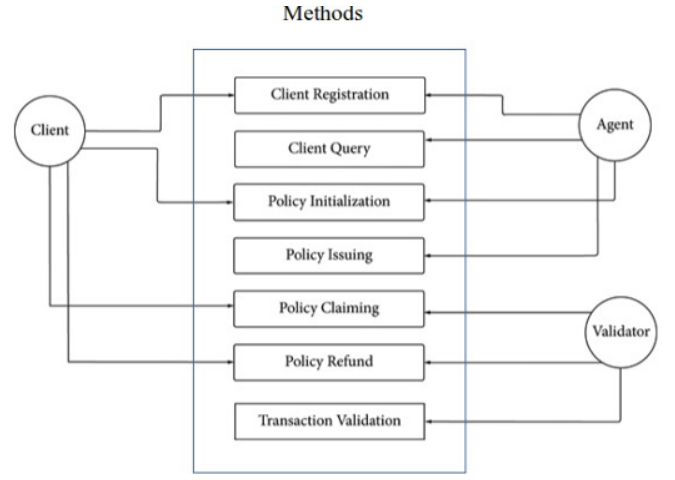 Methods
Client Registration
Client
Agent
Client Query
Policy Initialization
Policy Issuing
Policy Claiming
Validator
Policy Refund
Transaction Validation